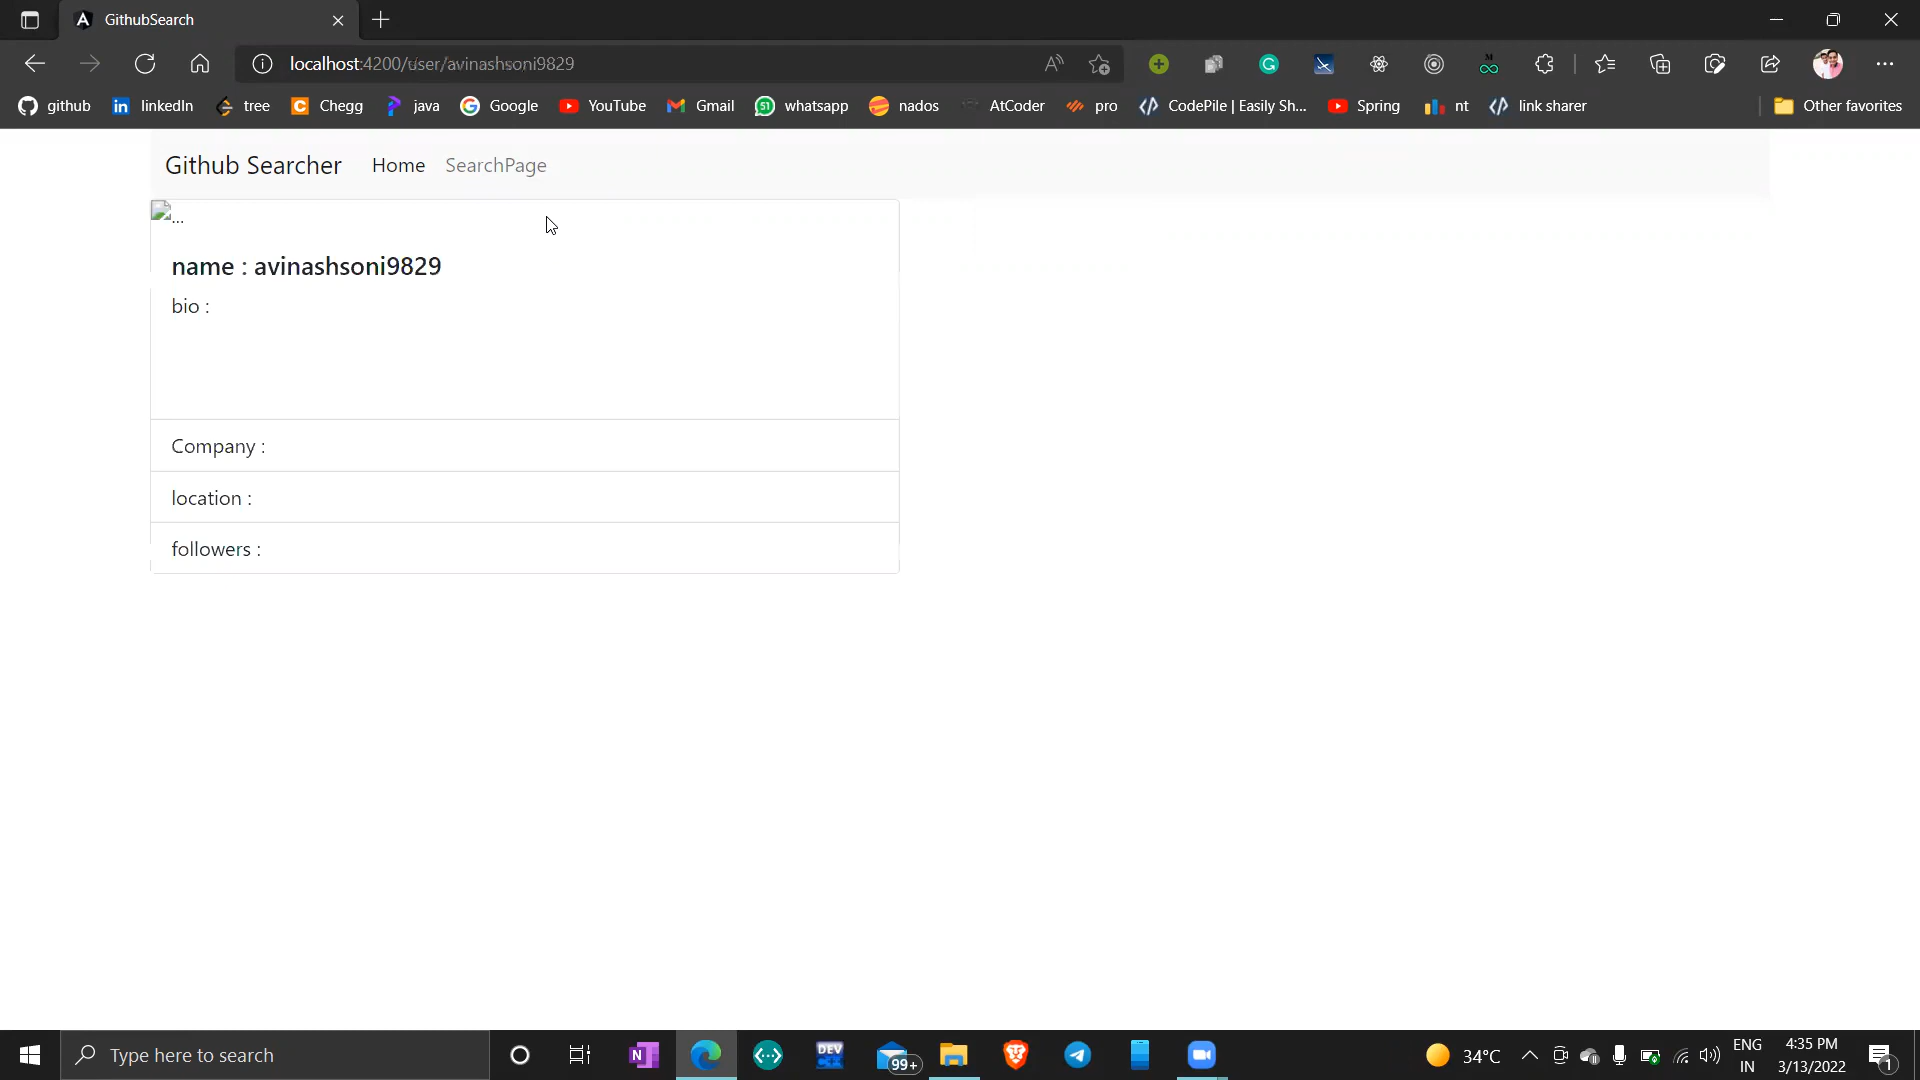 GithubSearch
localhost:4200/user/avinashsoni9829
github linkedIn tree Chegg java Google YouTube Gmail whatsapp nados AtCoder pro CodePile | Easily Sh... Spring nt link sharer Other favorites
Github Searcher Home SearchPage
...
name : avinashsoni9829
bio :
Company :
location :
followers :
Type here to search
99+
34°C
ENG
IN
4:35 PM
3/13/2022
1